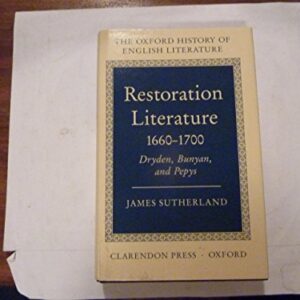 THE OXFORD HISTORY OF
ENGLISH LITERATURE
Restoration
Literature
1660–1700
Dryden, Bunyan,
and Pepys
JAMES SUTHERLAND
CLARENDON PRESS · OXFORD